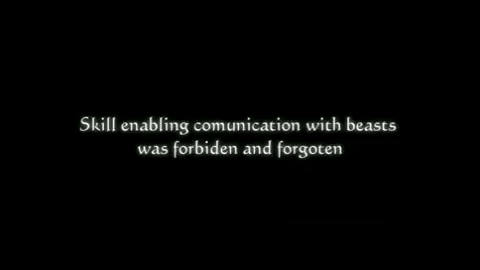 Skill enabling comunication with beasts
was forbiden and forgoten